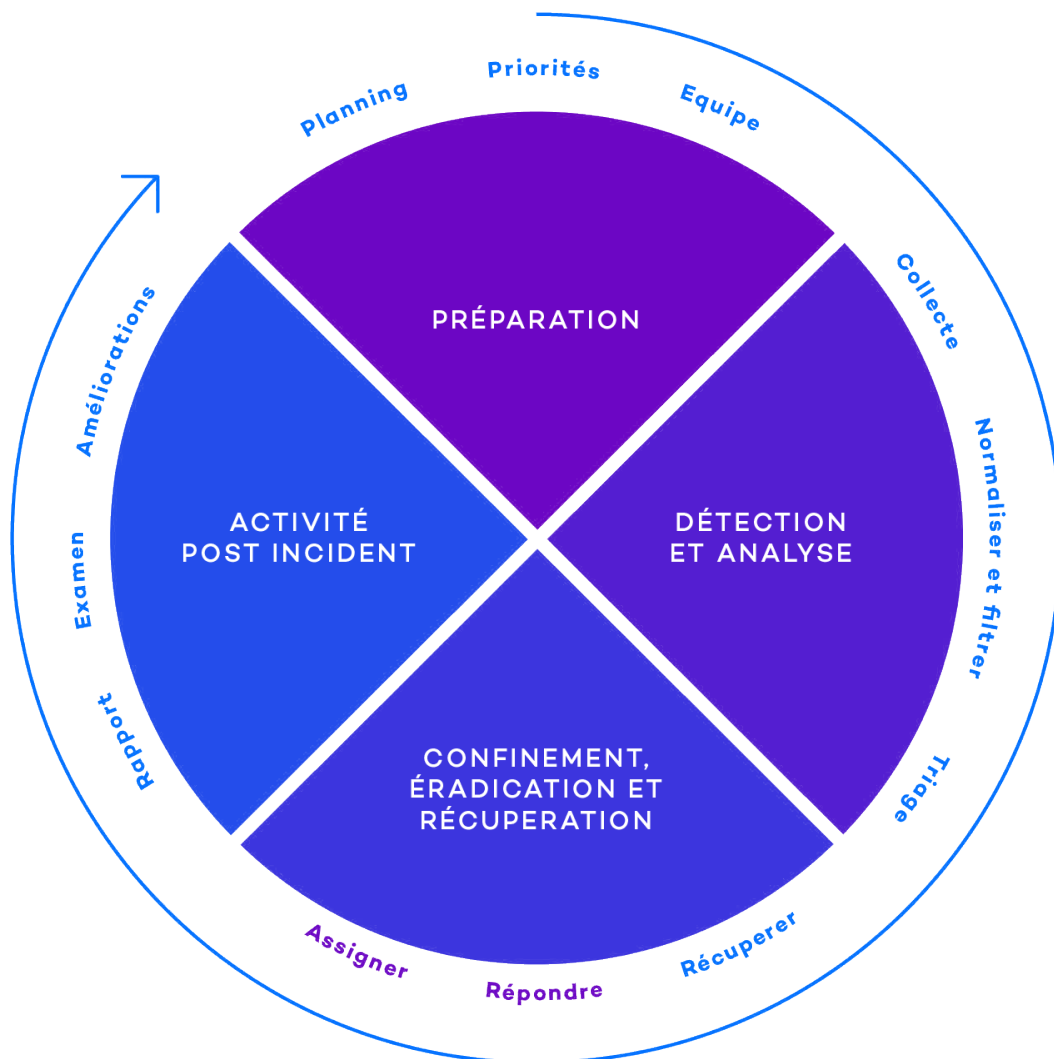 Planning
Priorités
Equipe
PRÉPARATION
Collecte
Normaliser et filtrer
Triage
DÉTECTION
ET ANALYSE
CONFINEMENT,
ÉRADICATION ET
RÉCUPERATION
Assigner
Répondre
Récuperer
ACTIVITÉ
POST INCIDENT
Rapport
Examen
Améliorations